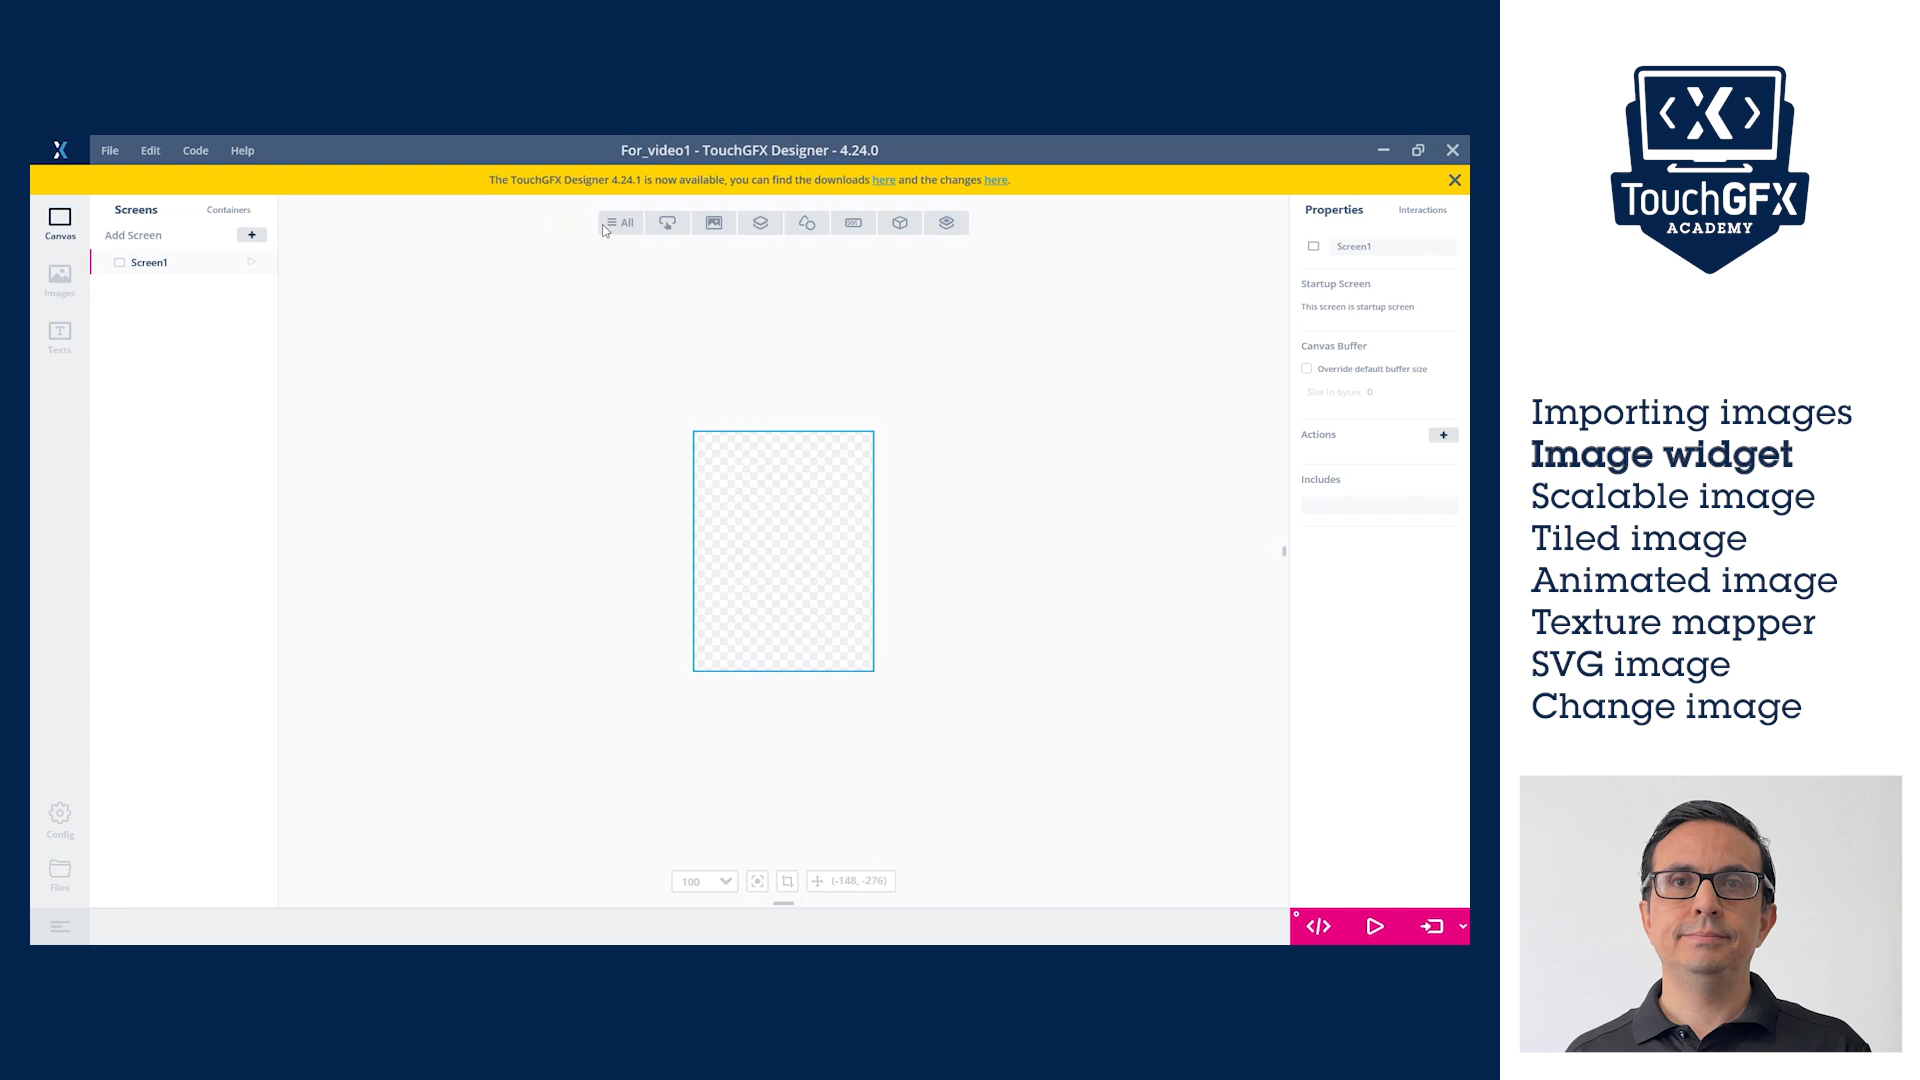 File Edit Code Help
For_video1 - TouchGFX Designer - 4.24.0
The TouchGFX Designer 4.24.1 is now available, you can find the downloads here and the changes here.
Canvas
Images
Texts
Config
Files
Screens Containers
Add Screen +
Screen1
All
100
(-148, -276)
Properties Interactions
Screen1
Startup Screen
This screen is startup screen
Canvas Buffer
Override default buffer size
Size in bytes 0
Actions +
Includes
TouchGFX
ACADEMY
Importing images
Image widget
Scalable image
Tiled image
Animated image
Texture mapper
SVG image
Change image